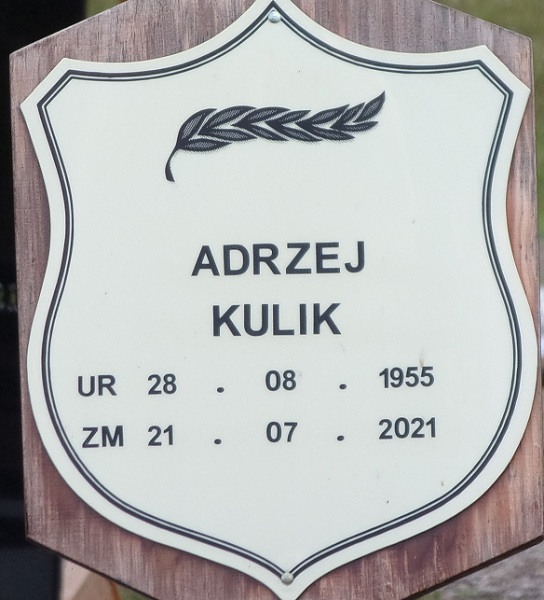 ADRZEJ
KULIK
UR 28 . 08 . 1955
ZM 21 . 07 . 2021